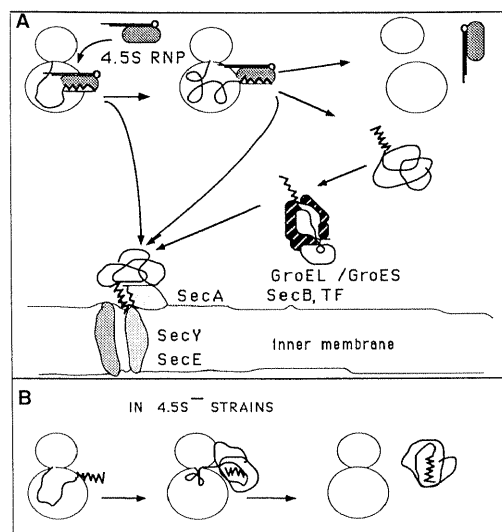 A
4.5S RNP
GroEL /GroES
SecB, TF
SecA
SecY
SecE
Inner membrane
B
IN 4.5S⁻ STRAINS